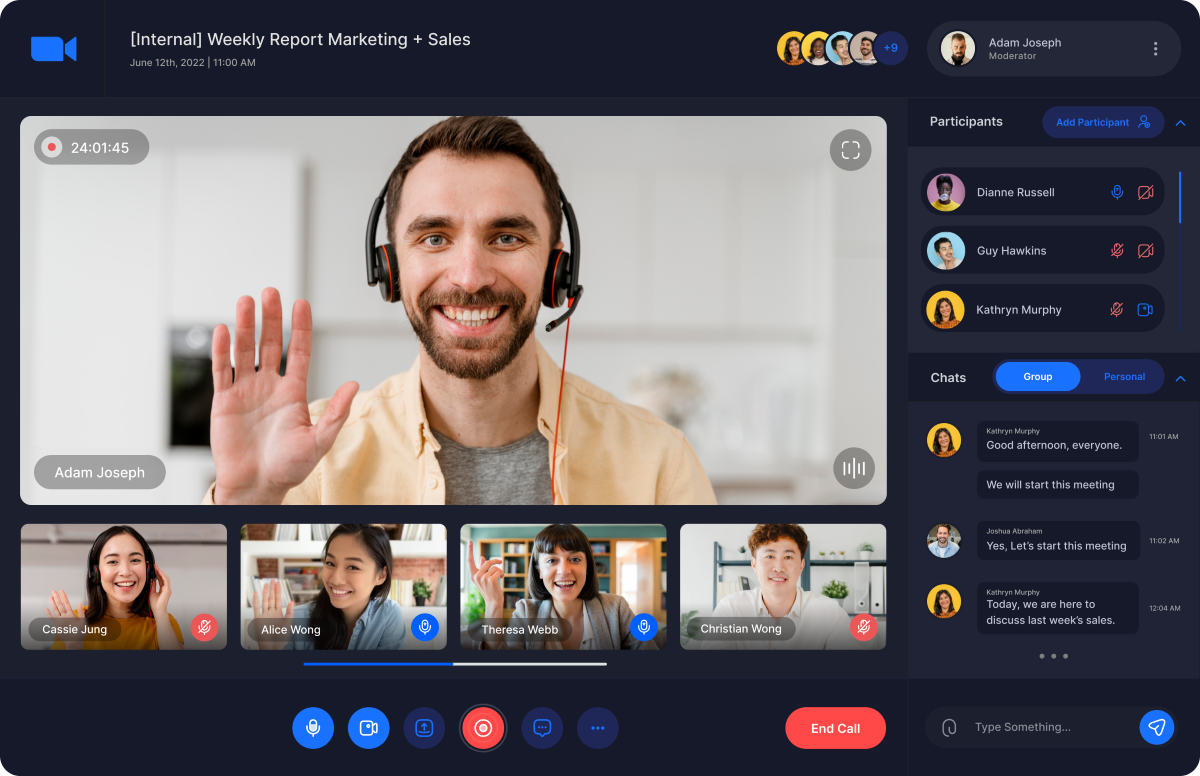 [Internal] Weekly Report Marketing + Sales
June 12th, 2022 | 11:00 AM
+9
Adam Joseph
Moderator
24:01:45
Adam Joseph
Cassie Jung
Alice Wong
Theresa Webb
Christian Wong
End Call
Participants
Add Participant
Dianne Russell
Guy Hawkins
Kathryn Murphy
Chats
Group
Personal
Kathryn Murphy
Good afternoon, everyone.
11:01 AM
We will start this meeting
Joshua Abraham
Yes, Let’s start this meeting
11:02 AM
Kathryn Murphy
Today, we are here to
discuss last week’s sales.
12:04 AM
Type Something...